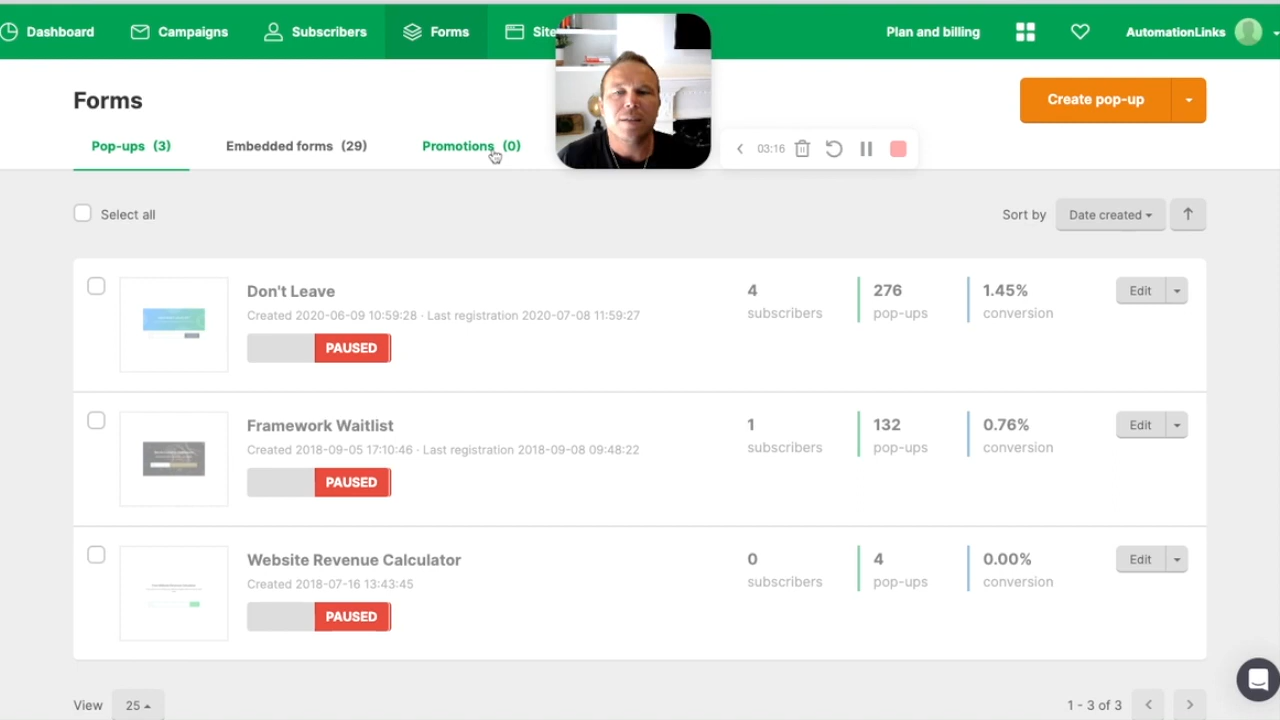 Dashboard
Campaigns
Subscribers
Forms
Site
Plan and billing
AutomationLinks
Forms
Create pop-up
Pop-ups (3)
Embedded forms (29)
Promotions (0)
03:16
Select all
Sort by
Date created
Don't Leave
Created 2020-06-09 10:59:28 · Last registration 2020-07-08 11:59:27
PAUSED
4
subscribers
276
pop-ups
1.45%
conversion
Edit
Framework Waitlist
Created 2018-09-05 17:10:46 · Last registration 2018-09-08 09:48:22
PAUSED
1
subscribers
132
pop-ups
0.76%
conversion
Edit
Website Revenue Calculator
Created 2018-07-16 13:43:45
PAUSED
0
subscribers
4
pop-ups
0.00%
conversion
Edit
View
25
1 - 3 of 3